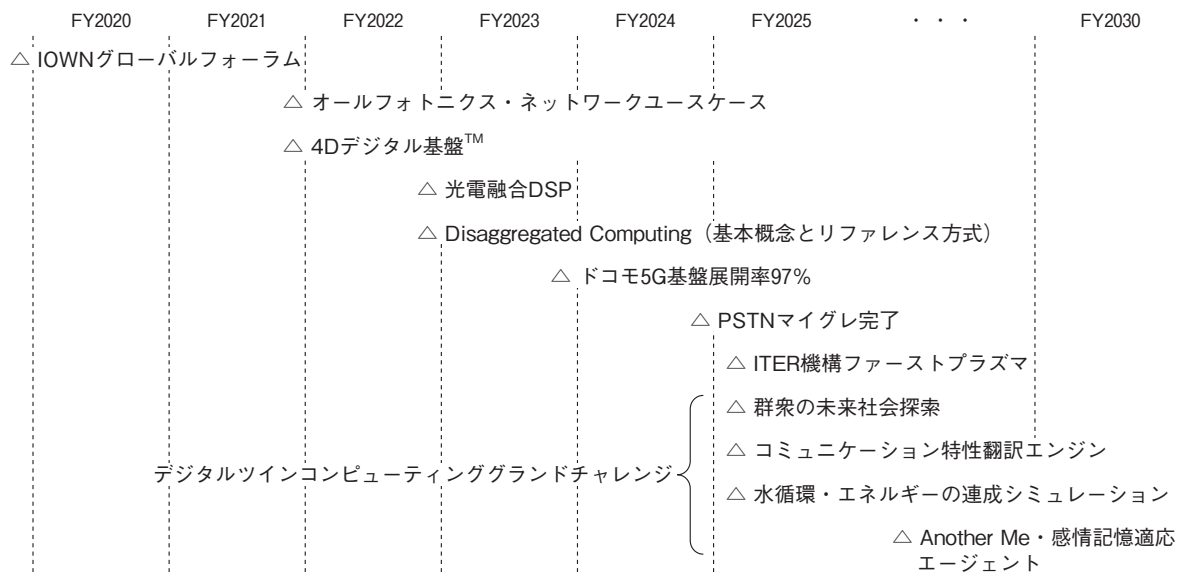 FY2020 FY2021 FY2022 FY2023 FY2024 FY2025 ・・・ FY2030
△ IOWNグローバルフォーラム
△ オールフォトニクス・ネットワークユースケース
△ 4Dデジタル基盤™
△ 光電融合DSP
△ Disaggregated Computing（基本概念とリファレンス方式）
△ ドコモ5G基盤展開率97%
△ PSTNマイグレ完了
△ ITER機構ファーストプラズマ
△ 群衆の未来社会探索
△ コミュニケーション特性翻訳エンジン
デジタルツインコンピューティンググランドチャレンジ
△ 水循環・エネルギーの連成シミュレーション
△ Another Me・感情記憶適応
エージェント